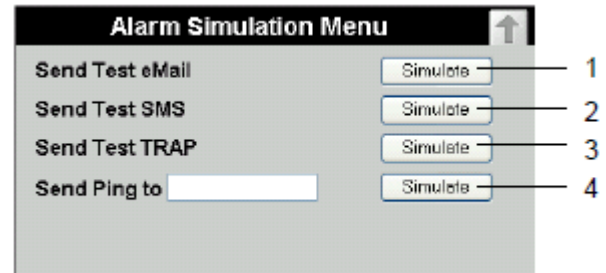 Alarm Simulation Menu
Send Test eMail Simulate 1
Send Test SMS Simulate 2
Send Test TRAP Simulate 3
Send Ping to Simulate 4